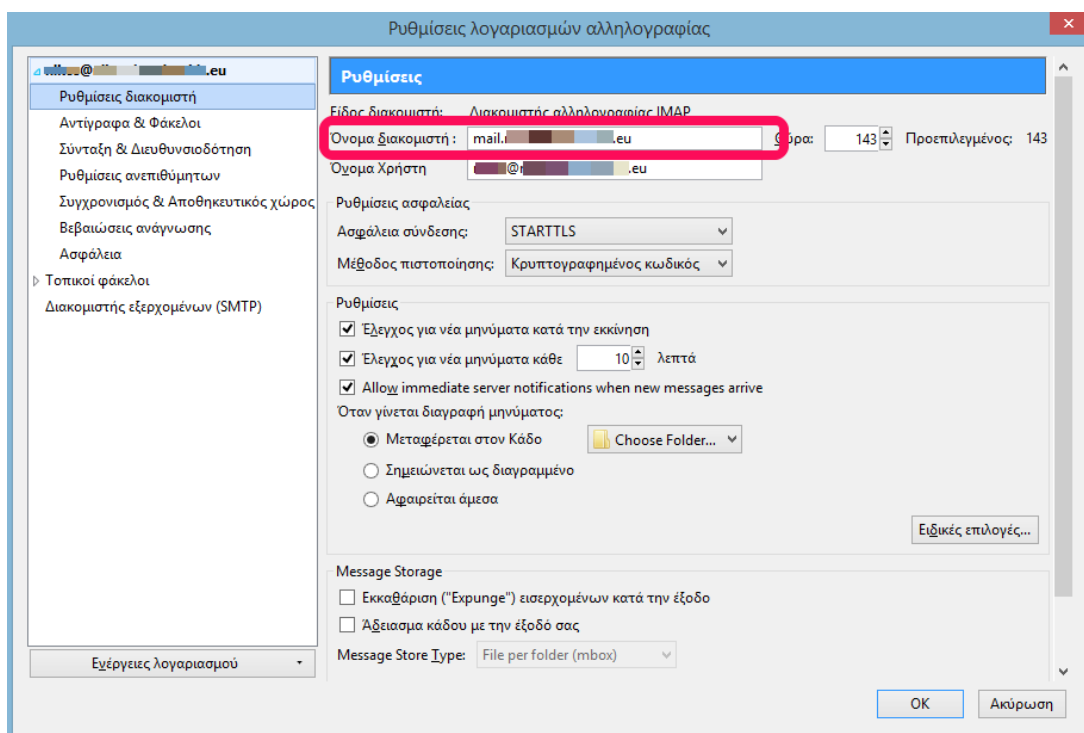 Ρυθμίσεις λογαριασμών αλληλογραφίας
.eu
Ρυθμίσεις διακομιστή
Αντίγραφα & Φάκελοι
Σύνταξη & Διευθυνσιοδότηση
Ρυθμίσεις ανεπιθύμητων
Συγχρονισμός & Αποθηκευτικός χώρος
Βεβαιώσεις ανάγνωσης
Ασφάλεια
Τοπικοί φάκελοι
Διακομιστής εξερχομένων (SMTP)
Ενέργειες λογαριασμού
Ρυθμίσεις
Είδος διακομιστή: Διακομιστής αλληλογραφίας IMAP
Όνομα διακομιστή : mail. .eu Θύρα: 143 Προεπιλεγμένος: 143
Όνομα Χρήστη @ .eu
Ρυθμίσεις ασφαλείας
Ασφάλεια σύνδεσης: STARTTLS
Μέθοδος πιστοποίησης: Κρυπτογραφημένος κωδικός
Ρυθμίσεις
Έλεγχος για νέα μηνύματα κατά την εκκίνηση
Έλεγχος για νέα μηνύματα κάθε 10 λεπτά
Allow immediate server notifications when new messages arrive
Όταν γίνεται διαγραφή μηνύματος:
Μεταφέρεται στον Κάδο Choose Folder...
Σημειώνεται ως διαγραμμένο
Αφαιρείται άμεσα
Ειδικές επιλογές...
Message Storage
Εκκαθάριση ("Expunge") εισερχομένων κατά την έξοδο
Άδειασμα κάδου με την έξοδό σας
Message Store Type: File per folder (mbox)
OK Ακύρωση